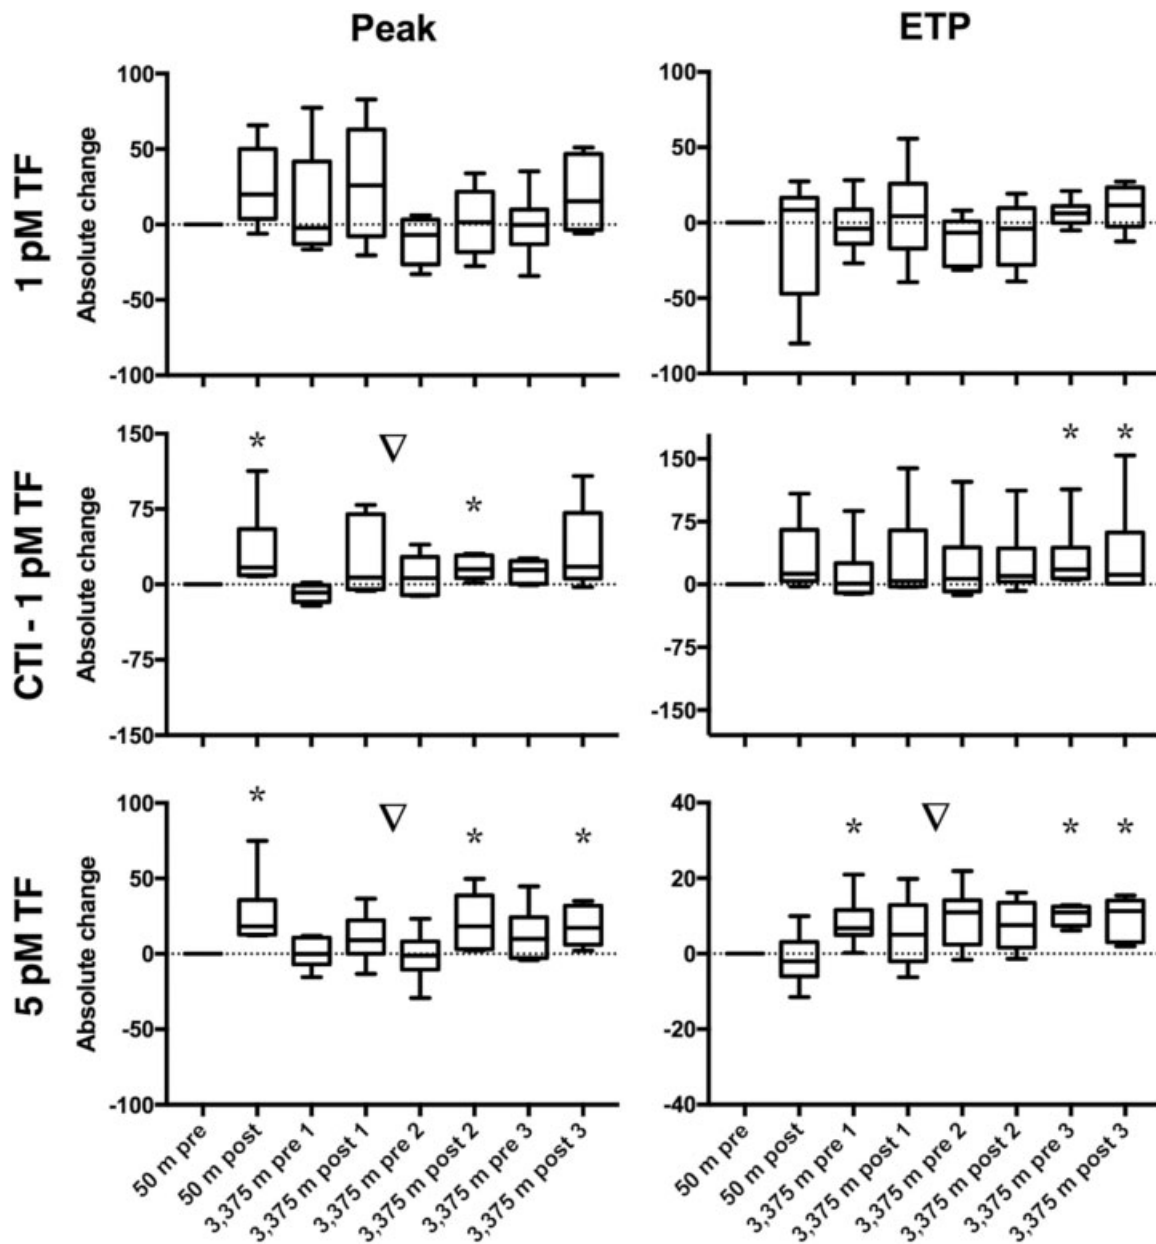 Peak
ETP
1 pM TF
Absolute change
100
50
0
-50
-100
100
50
0
-50
-100
CTI - 1 pM TF
Absolute change
150
75
0
-75
-150
*
*
150
75
0
-75
-150
*
*
5 pM TF
Absolute change
100
50
0
-50
-100
*
*
*
40
20
0
-20
-40
*
*
*
50 m pre
50 m post
3,375 m pre 1
3,375 m post 1
3,375 m pre 2
3,375 m post 2
3,375 m pre 3
3,375 m post 3
50 m pre
50 m post
3,375 m pre 1
3,375 m post 1
3,375 m pre 2
3,375 m post 2
3,375 m pre 3
3,375 m post 3